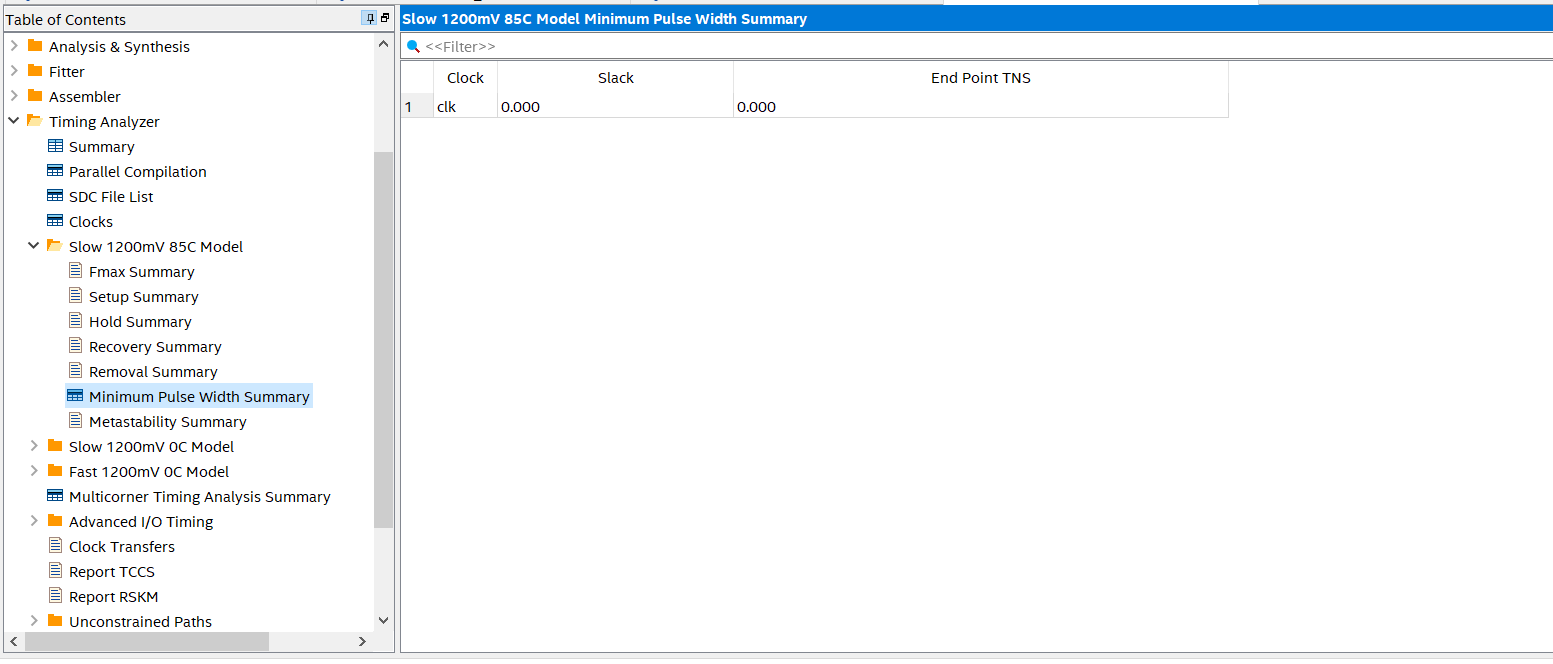 Table of Contents
Analysis & Synthesis
Fitter
Assembler
Timing Analyzer
Summary
Parallel Compilation
SDC File List
Clocks
Slow 1200mV 85C Model
Fmax Summary
Setup Summary
Hold Summary
Recovery Summary
Removal Summary
Minimum Pulse Width Summary
Metastability Summary
Slow 1200mV 0C Model
Fast 1200mV 0C Model
Multicorner Timing Analysis Summary
Advanced I/O Timing
Clock Transfers
Report TCCS
Report RSKM
Unconstrained Paths
Slow 1200mV 85C Model Minimum Pulse Width Summary
<<Filter>>
Clock Slack End Point TNS
1 clk 0.000 0.000